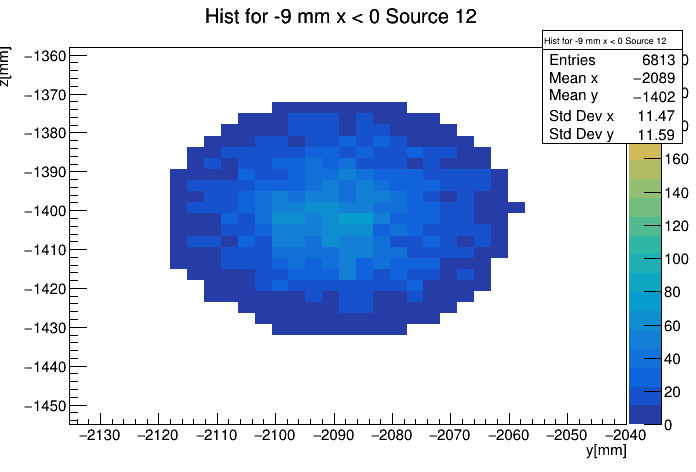 Hist for -9 mm x < 0 Source 12
Hist for -9 mm x < 0 Source 12
Entries 6813
Mean x −2089
Mean y −1402
Std Dev x 11.47
Std Dev y 11.59
z[mm]
−1360
−1370
−1380
−1390
−1400
−1410
−1420
−1430
−1440
−1450
0
0
160
140
120
100
80
60
40
20
0
−2130 −2120 −2110 −2100 −2090 −2080 −2070 −2060 −2050 −2040
y[mm]